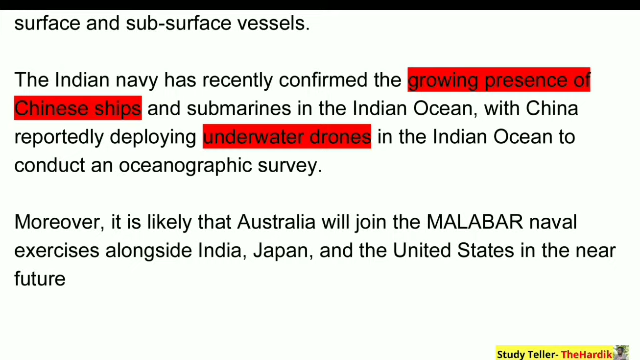 surface and sub-surface vessels.
The Indian navy has recently confirmed the growing presence of
Chinese ships and submarines in the Indian Ocean, with China
reportedly deploying underwater drones in the Indian Ocean to
conduct an oceanographic survey.
Moreover, it is likely that Australia will join the MALABAR naval
exercises alongside India, Japan, and the United States in the near
future
Study Teller- TheHardik